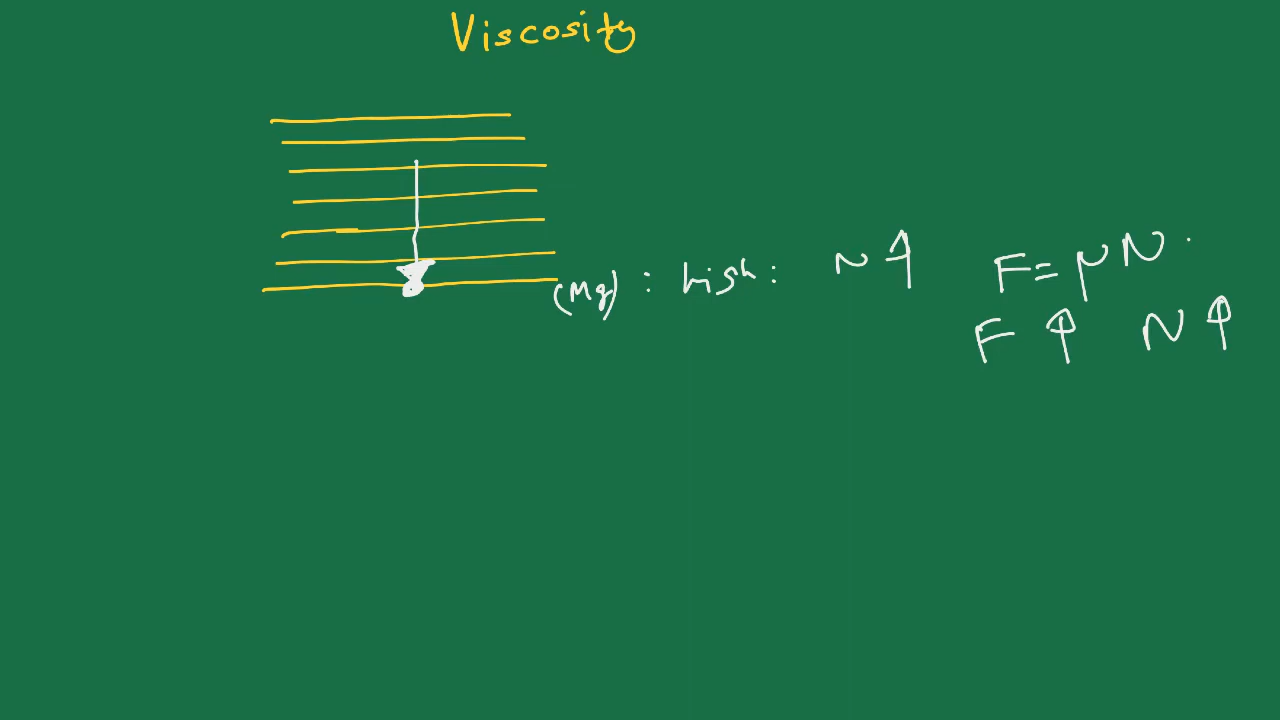 Viscosity
(Mg) : high : N ↑ F = μN
F ↑ N ↑